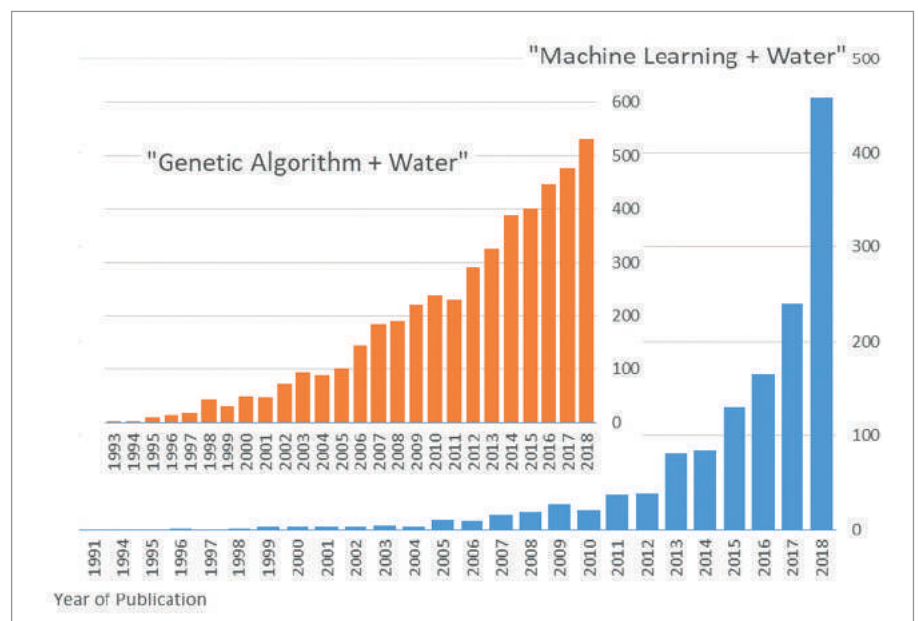 "Machine Learning + Water"
500
600
"Genetic Algorithm + Water"
500
400
400
300
300
200
200
100
100
0
1993 1994 1995 1996 1997 1998 1999 2000 2001 2002 2003 2004 2005 2006 2007 2008 2009 2010 2011 2012 2013 2014 2015 2016 2017 2018
0
1991 1994 1995 1996 1997 1998 1999 2000 2001 2002 2003 2004 2005 2006 2007 2008 2009 2010 2011 2012 2013 2014 2015 2016 2017 2018
Year of Publication